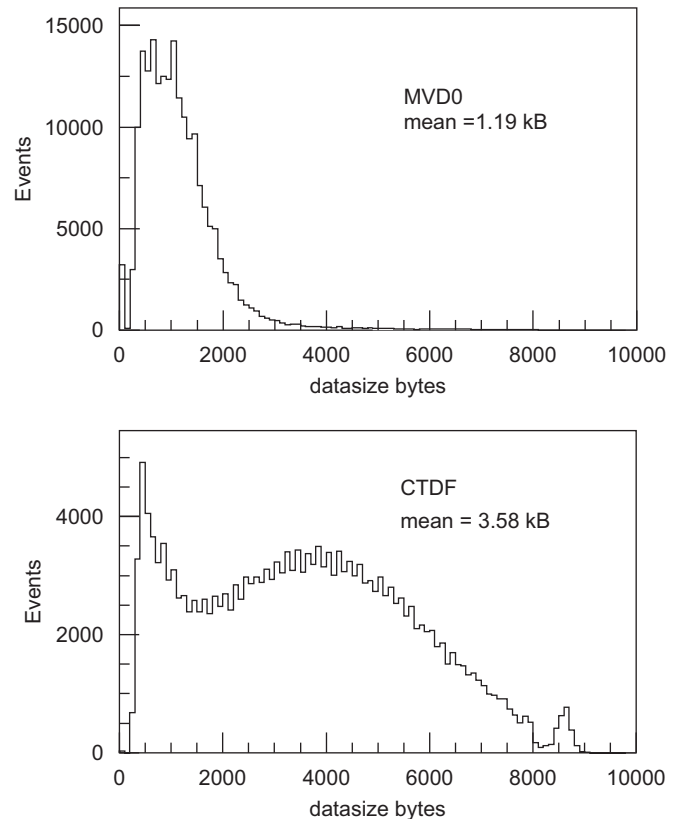 15000
10000
5000
0
Events
MVD0
mean =1.19 kB
0 2000 4000 6000 8000 10000
datasize bytes
4000
2000
0
Events
CTDF
mean = 3.58 kB
0 2000 4000 6000 8000 10000
datasize bytes